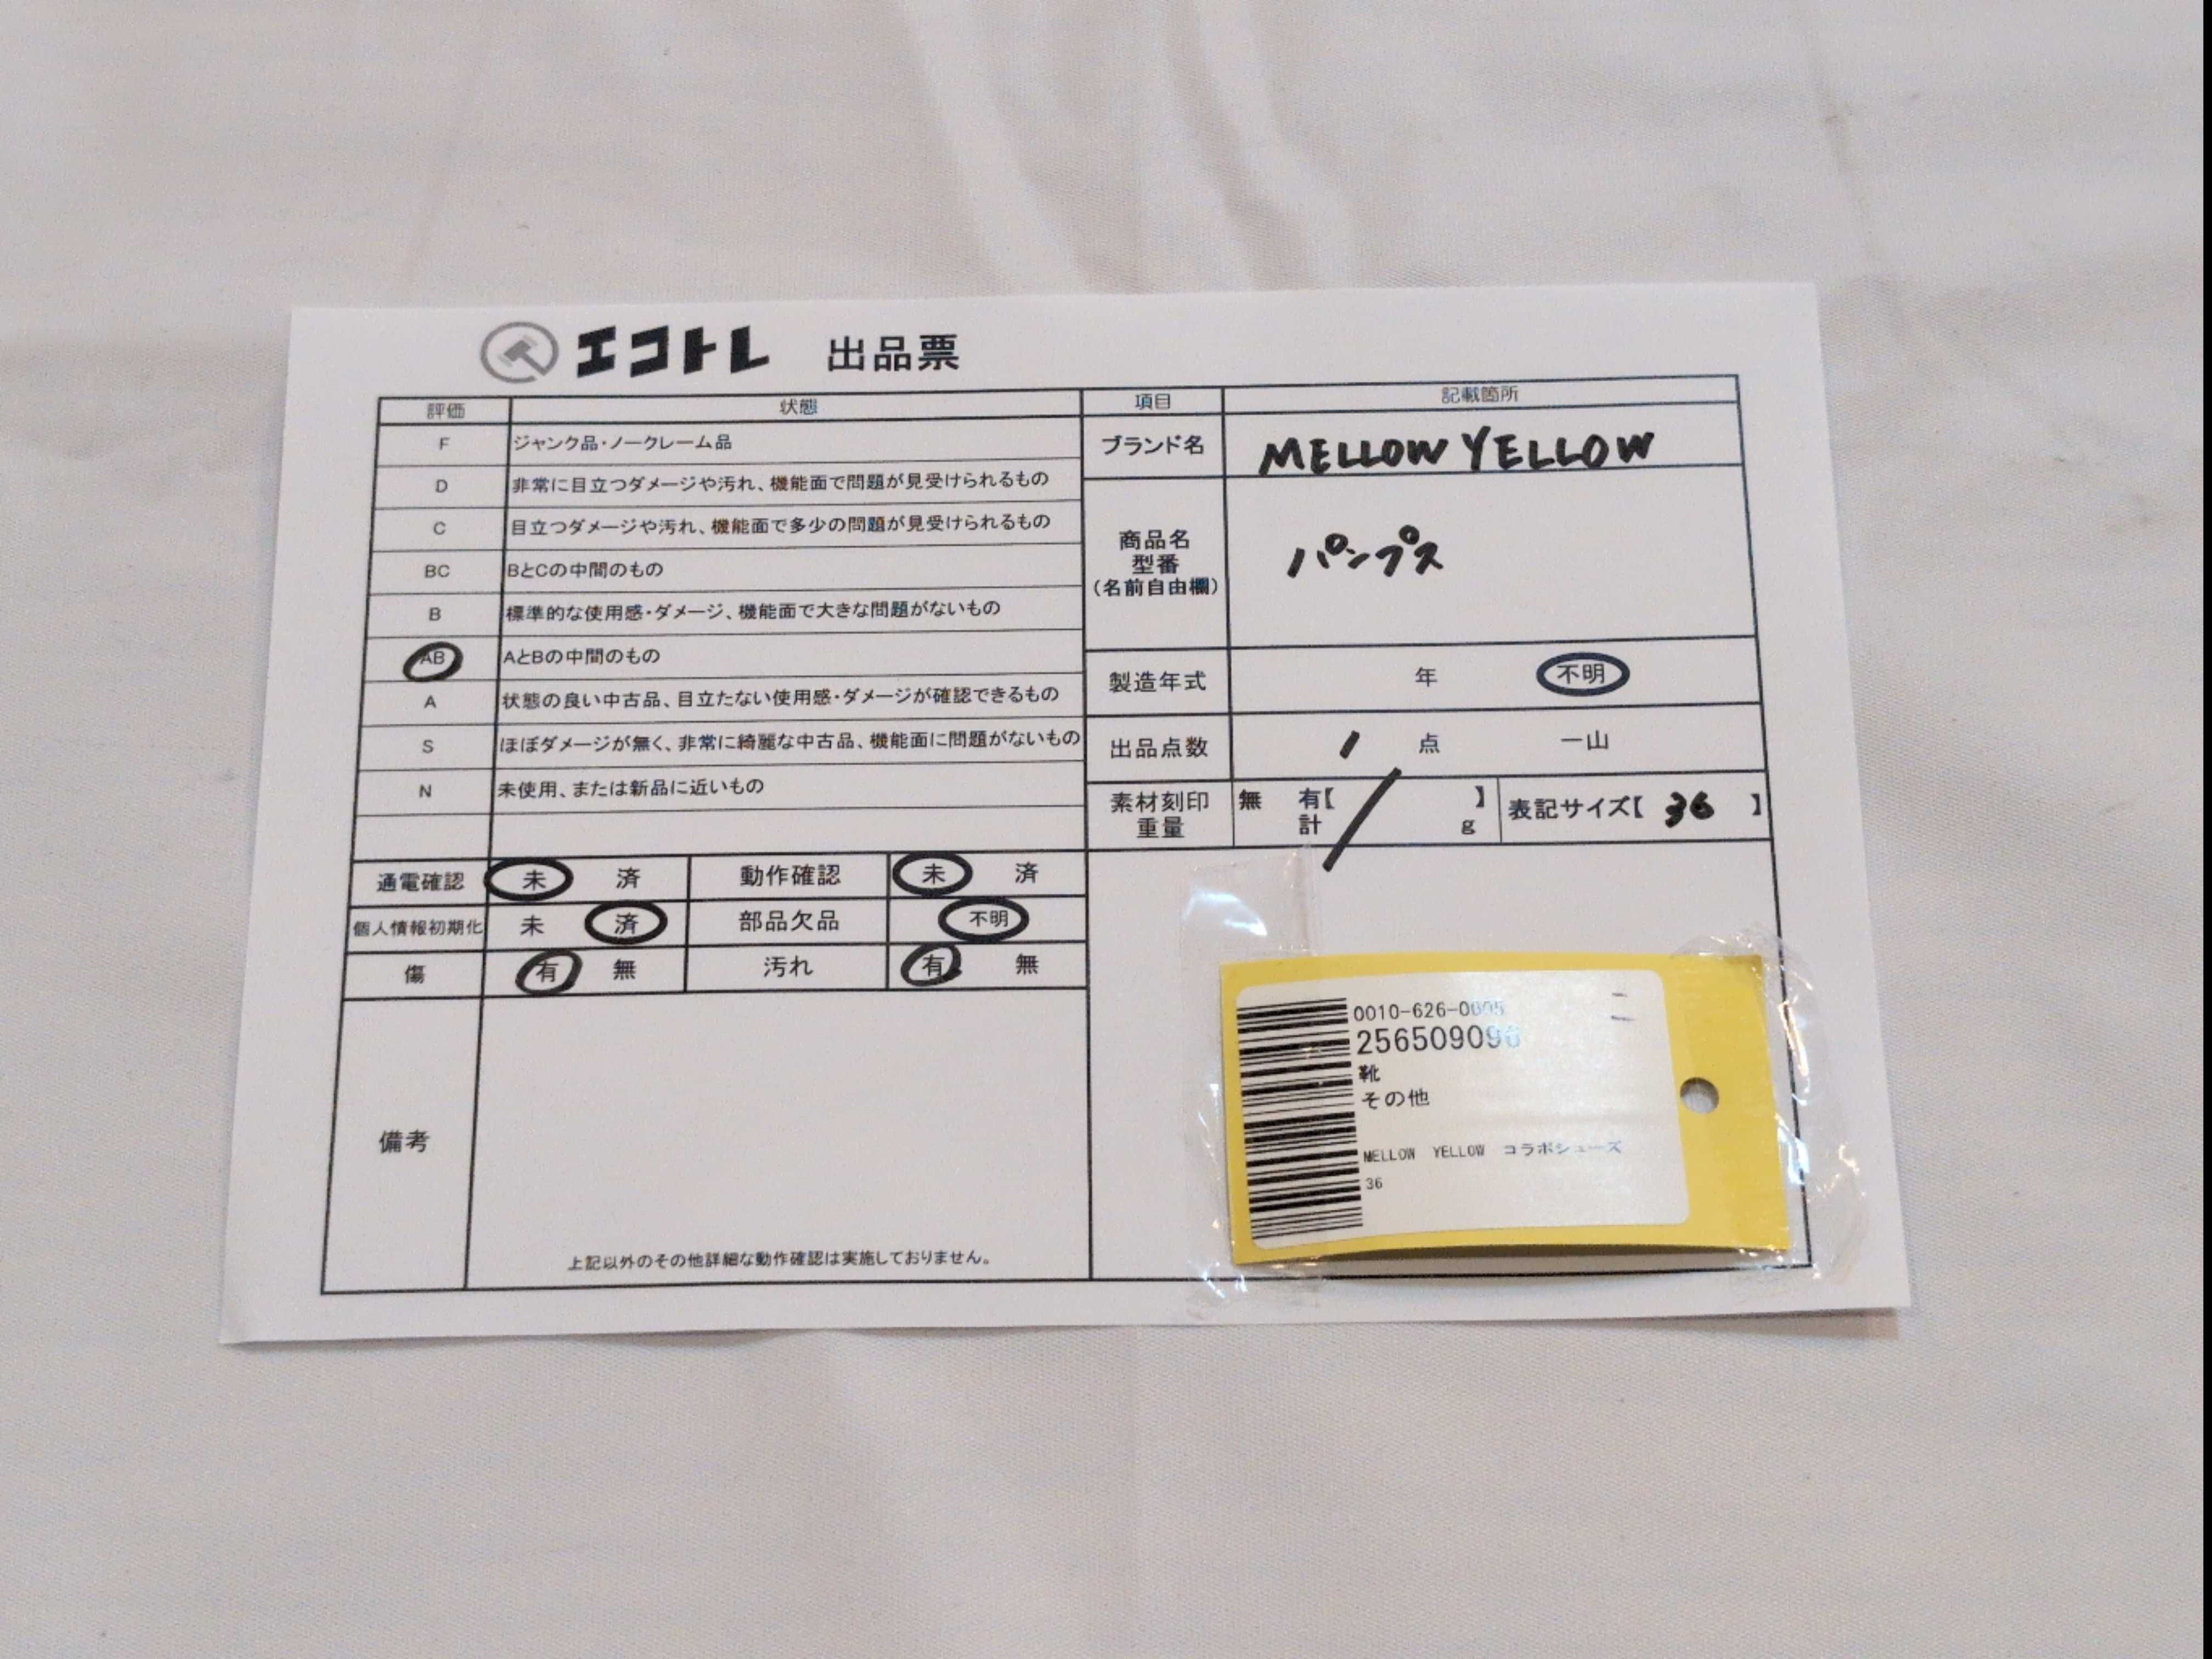 エコトレ 出品票
評価 状態
F ジャンク品・ノークレーム品
D 非常に目立つダメージや汚れ、機能面で問題が見受けられるもの
C 目立つダメージや汚れ、機能面で多少の問題が見受けられるもの
BC BとCの中間のもの
B 標準的な使用感・ダメージ、機能面で大きな問題がないもの
AB AとBの中間のもの
A 状態の良い中古品、目立たない使用感・ダメージが確認できるもの
S ほぼダメージが無く、非常に綺麗な中古品、機能面に問題がないもの
N 未使用、または新品に近いもの
通電確認 未 済 動作確認 未 済
個人情報初期化 未 済 部品欠品 不明
傷 有 無 汚れ 有 無
備考
上記以外のその他詳細な動作確認は実施しておりません。
項目 記載箇所
ブランド名 MELLOW YELLOW
商品名
型番
(名前自由欄)
パンプス
製造年式 年 不明
出品点数 1 点 一山
素材刻印 無 有【 】 表記サイズ【 36 】
重量 計 g
0010-626-0605
256509096
靴
その他
MELLOW YELLOW コラボシューズ
36